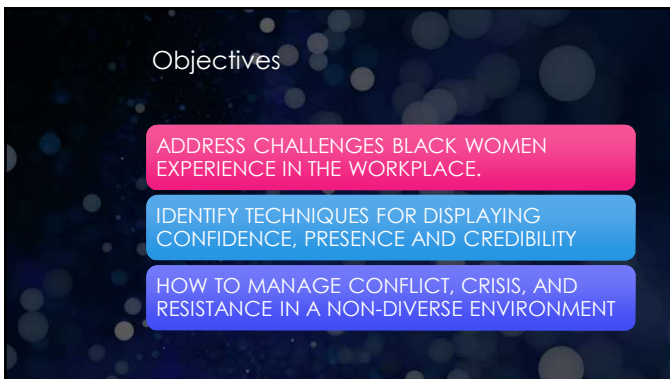 Objectives
ADDRESS CHALLENGES BLACK WOMEN
EXPERIENCE IN THE WORKPLACE.
IDENTIFY TECHNIQUES FOR DISPLAYING
CONFIDENCE, PRESENCE AND CREDIBILITY
HOW TO MANAGE CONFLICT, CRISIS, AND
RESISTANCE IN A NON-DIVERSE ENVIRONMENT